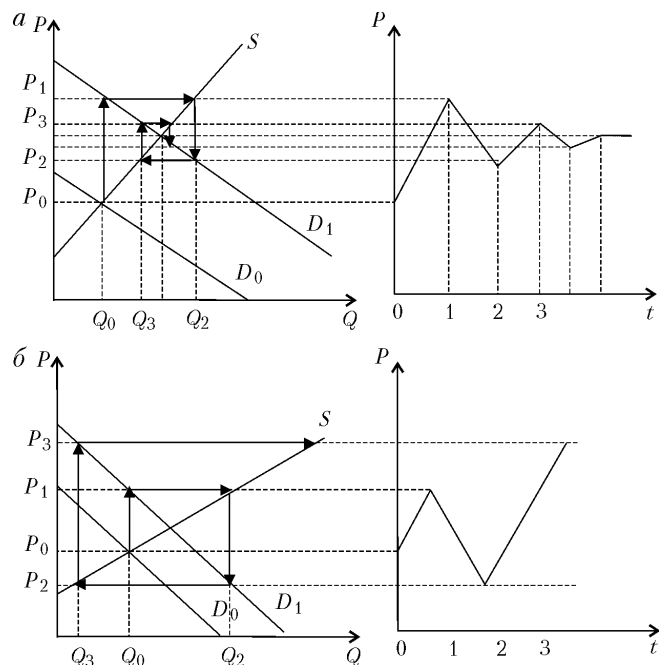 а P P
S
P1
P3
P2
P0
D1
D0
Q0 Q3 Q2 Q
0 1 2 3 t
б P P
S
P3
P1
P0
P2
D0 D1
Q3 Q0 Q2 Q
0 1 2 3 t